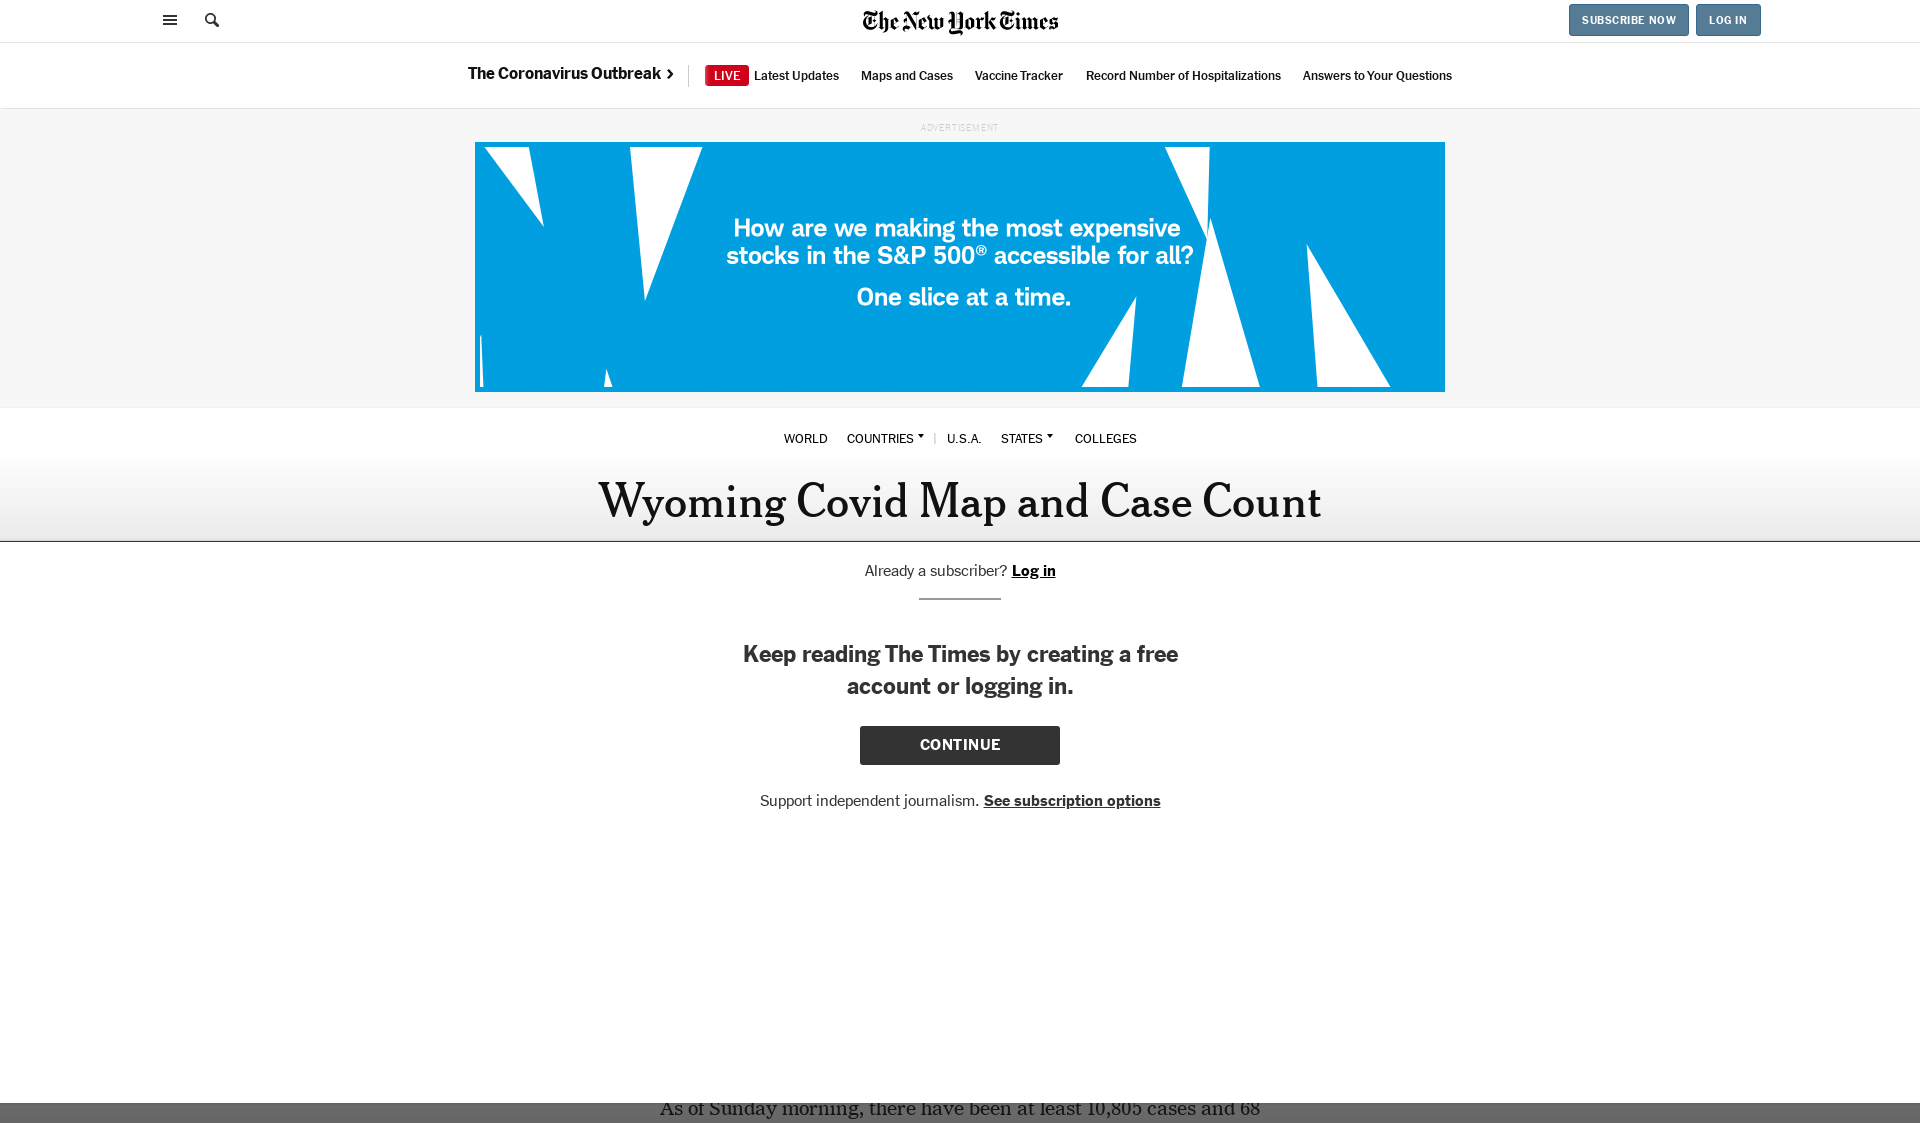 The New York Times
SUBSCRIBE NOW
LOG IN
The Coronavirus Outbreak
LIVE Latest Updates
Maps and Cases
Vaccine Tracker
Record Number of Hospitalizations
Answers to Your Questions
ADVERTISEMENT
How are we making the most expensive
stocks in the S&P 500® accessible for all?
One slice at a time.
WORLD
COUNTRIES
U.S.A.
STATES
COLLEGES
Wyoming Covid Map and Case Count
Already a subscriber? Log in
Keep reading The Times by creating a free
account or logging in.
CONTINUE
Support independent journalism. See subscription options
As of Sunday morning, there have been at least 10,805 cases and 68